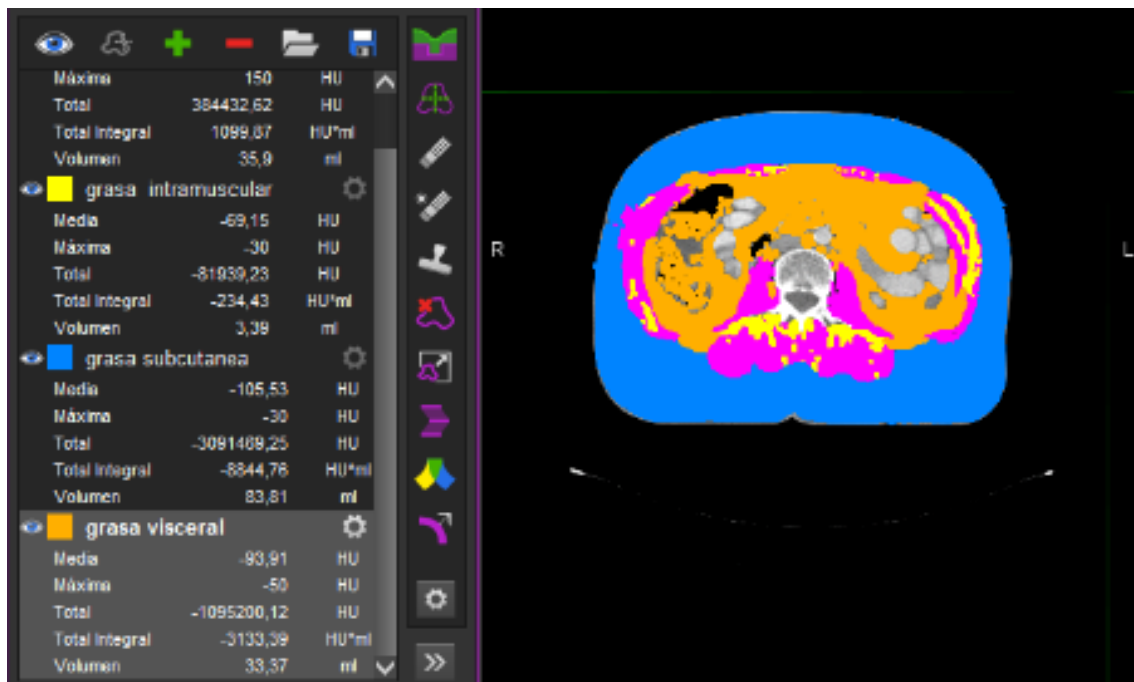 Máxima 150 HU
Total 384432,62 HU
Total Integral 1099,87 HU*ml
Volumen 35,9 ml
grasa intramuscular
Media -69,15 HU
Máxima -30 HU
Total -81939,23 HU
Total Integral -234,43 HU*ml
Volumen 3,39 ml
grasa subcutanea
Media -105,53 HU
Máxima -30 HU
Total -3091469,25 HU
Total Integral -8844,76 HU*ml
Volumen 83,81 ml
grasa visceral
Media -93,91 HU
Máxima -50 HU
Total -1095200,12 HU
Total Integral -3133,39 HU*ml
Volumen 33,37 ml
R
L